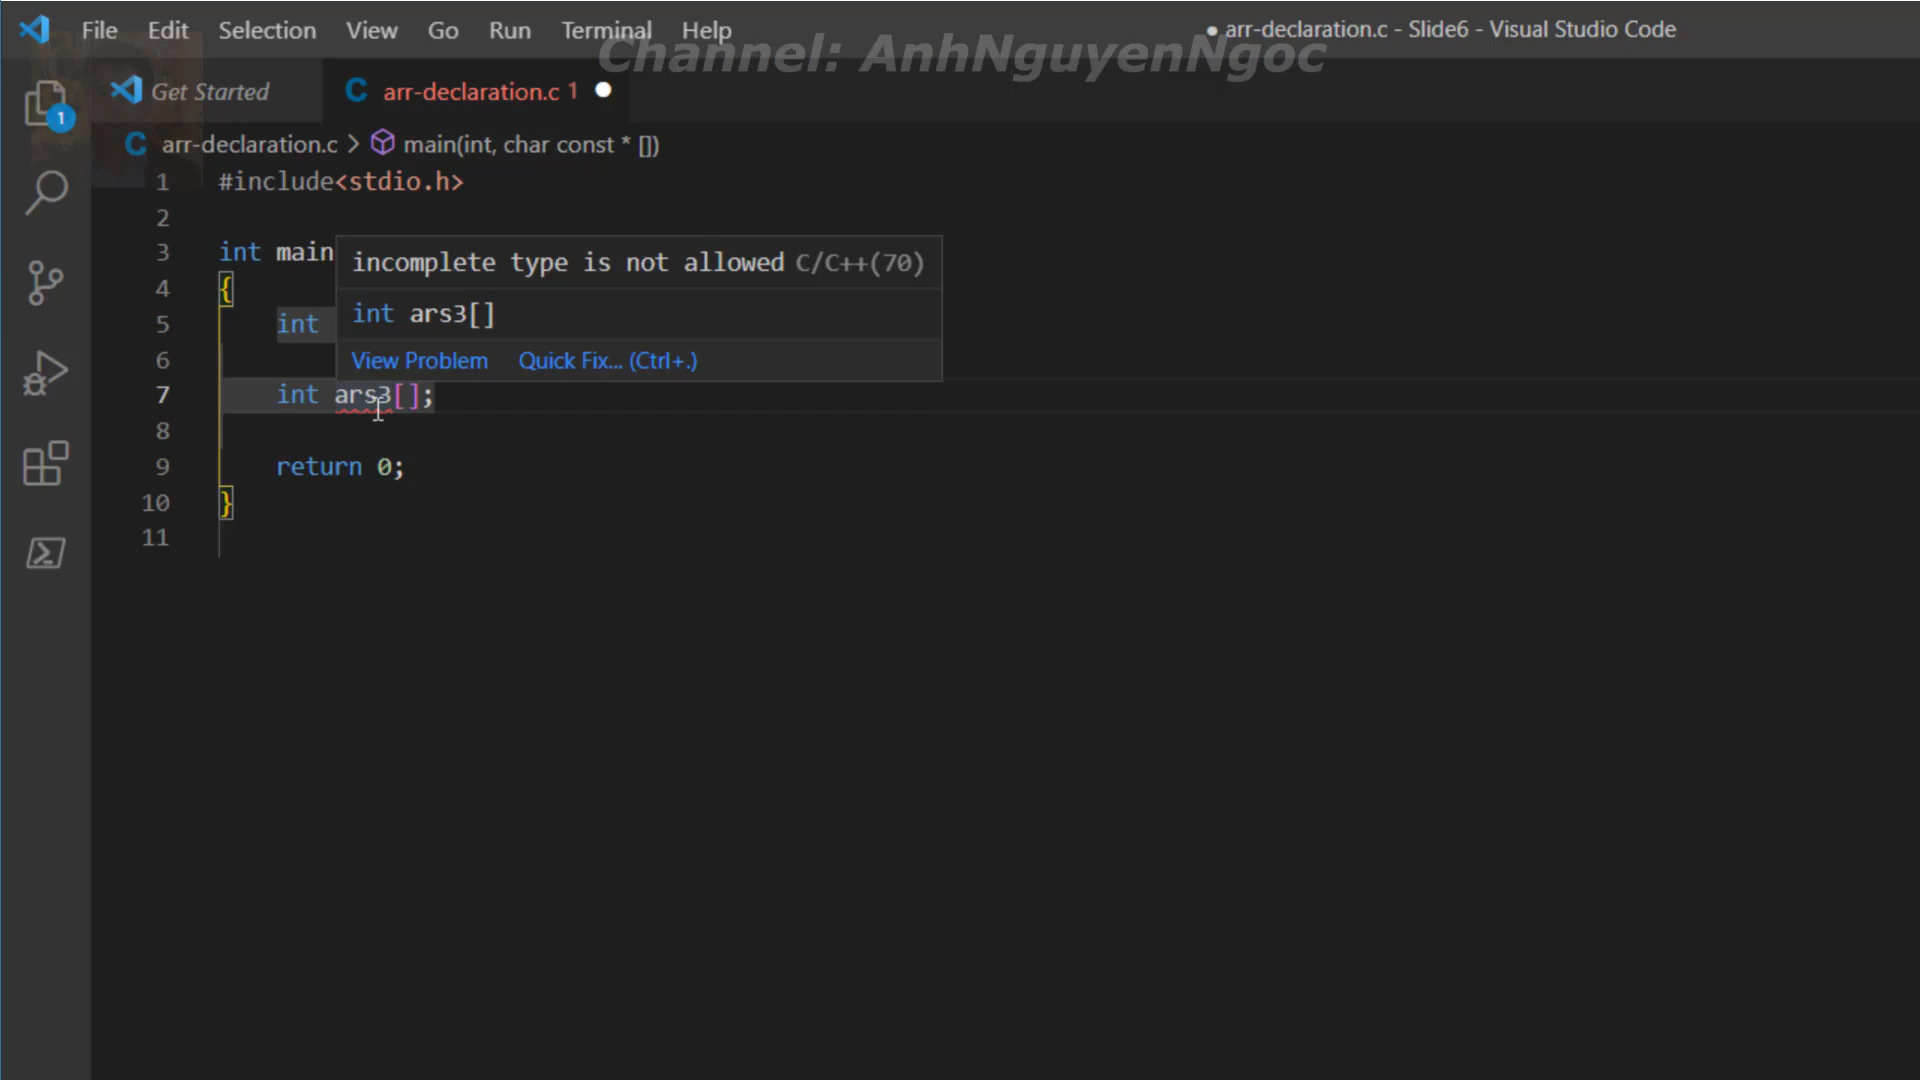 File Edit Selection View Go Run Terminal Help
● arr-declaration.c - Slide6 - Visual Studio Code
Channel: AnhNguyenNgoc
Get Started
C arr-declaration.c 1 ●
1
C arr-declaration.c > main(int, char const * [])
1 #include<stdio.h>
2
3 int main
incomplete type is not allowed C/C++(70)
4 {
int ars3[]
5 int
6
View Problem Quick Fix... (Ctrl+.)
7 int ars3[];
8
9 return 0;
10 }
11